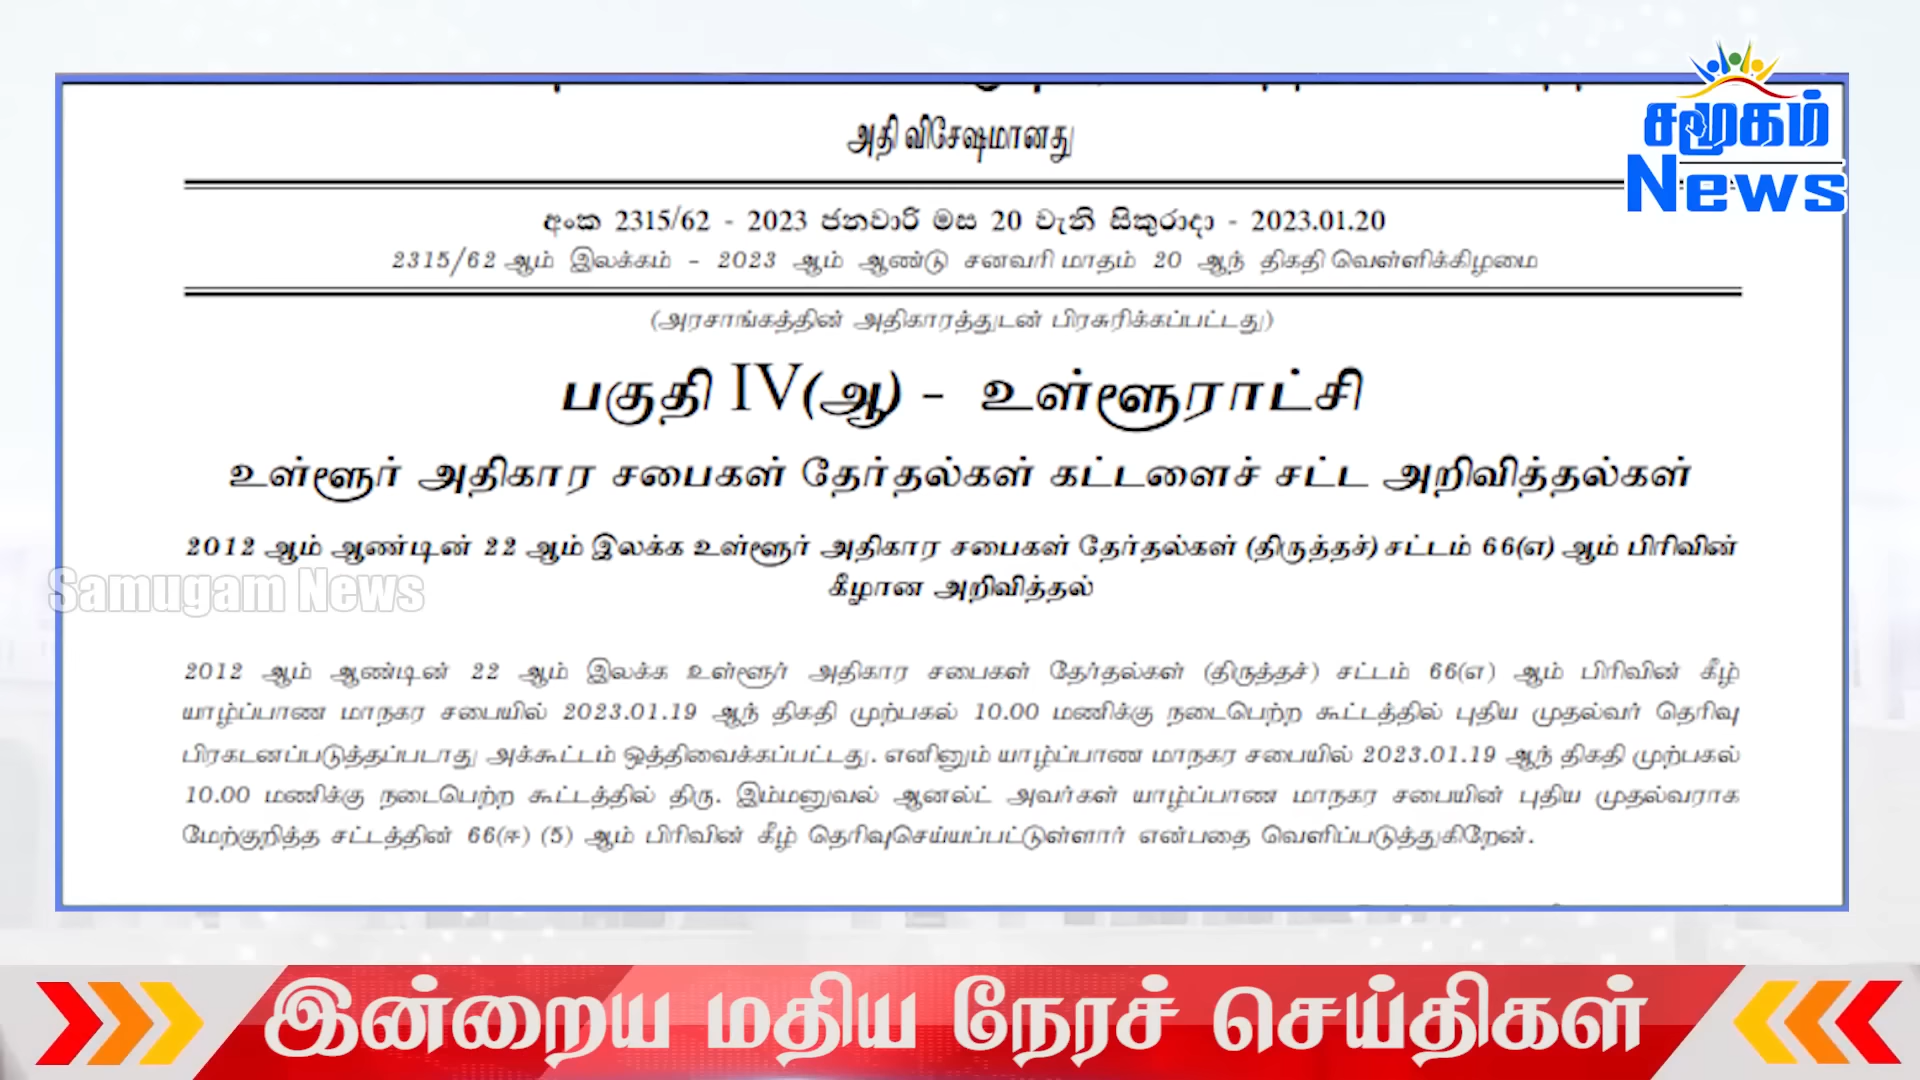 சமூகம்
News
அதி விசேஷமானது
අංක 2315/62 - 2023 ජනවාරි මස 20 වැනි සිකුරාදා - 2023.01.20
2315/62 ஆம் இலக்கம் - 2023 ஆம் ஆண்டு சனவரி மாதம் 20 ஆந் திகதி வெள்ளிக்கிழமை
(அரசாங்கத்தின் அதிகாரத்துடன் பிரசுரிக்கப்பட்டது)
பகுதி IV(ஆ) - உள்ளூராட்சி
உள்ளூர் அதிகார சபைகள் தேர்தல்கள் கட்டளைச் சட்ட அறிவித்தல்கள்
2012 ஆம் ஆண்டின் 22 ஆம் இலக்க உள்ளூர் அதிகார சபைகள் தேர்தல்கள் (திருத்தச்) சட்டம் 66(எ) ஆம் பிரிவின்
கீழான அறிவித்தல்
Samugam News
2012 ஆம் ஆண்டின் 22 ஆம் இலக்க உள்ளூர் அதிகார சபைகள் தேர்தல்கள் (திருத்தச்) சட்டம் 66(எ) ஆம் பிரிவின் கீழ்
யாழ்ப்பாண மாநகர சபையில் 2023.01.19 ஆந் திகதி முற்பகல் 10.00 மணிக்கு நடைபெற்ற கூட்டத்தில் புதிய முதல்வர் தெரிவு
பிரகடனப்படுத்தப்படாது அக்கூட்டம் ஒத்திவைக்கப்பட்டது. எனினும் யாழ்ப்பாண மாநகர சபையில் 2023.01.19 ஆந் திகதி முற்பகல்
10.00 மணிக்கு நடைபெற்ற கூட்டத்தில் திரு. இம்மனுவல் ஆனல்ட் அவர்கள் யாழ்ப்பாண மாநகர சபையின் புதிய முதல்வராக
மேற்குறித்த சட்டத்தின் 66(ஈ) (5) ஆம் பிரிவின் கீழ் தெரிவுசெய்யப்பட்டுள்ளார் என்பதை வெளிப்படுத்துகிறேன்.
இன்றைய மதிய நேரச் செய்திகள்